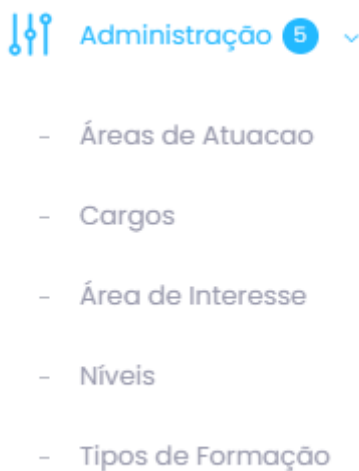 Administração 5
- Áreas de Atuacao
- Cargos
- Área de Interesse
- Níveis
- Tipos de Formação